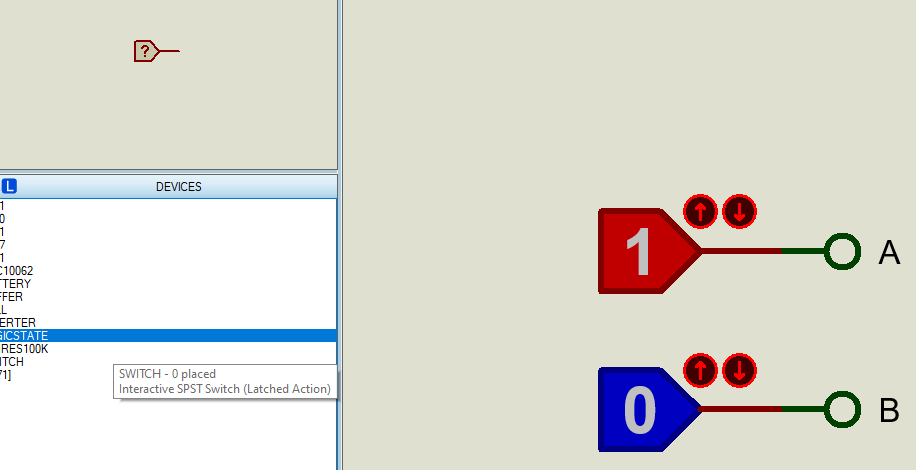 ?
L
DEVICES
1
0
1
7
1
C10062
TTERY
FFER
L
ERTER
GICSTATE
RES100K
ITCH
71]
SWITCH - 0 placed
Interactive SPST Switch (Latched Action)
1
A
0
B